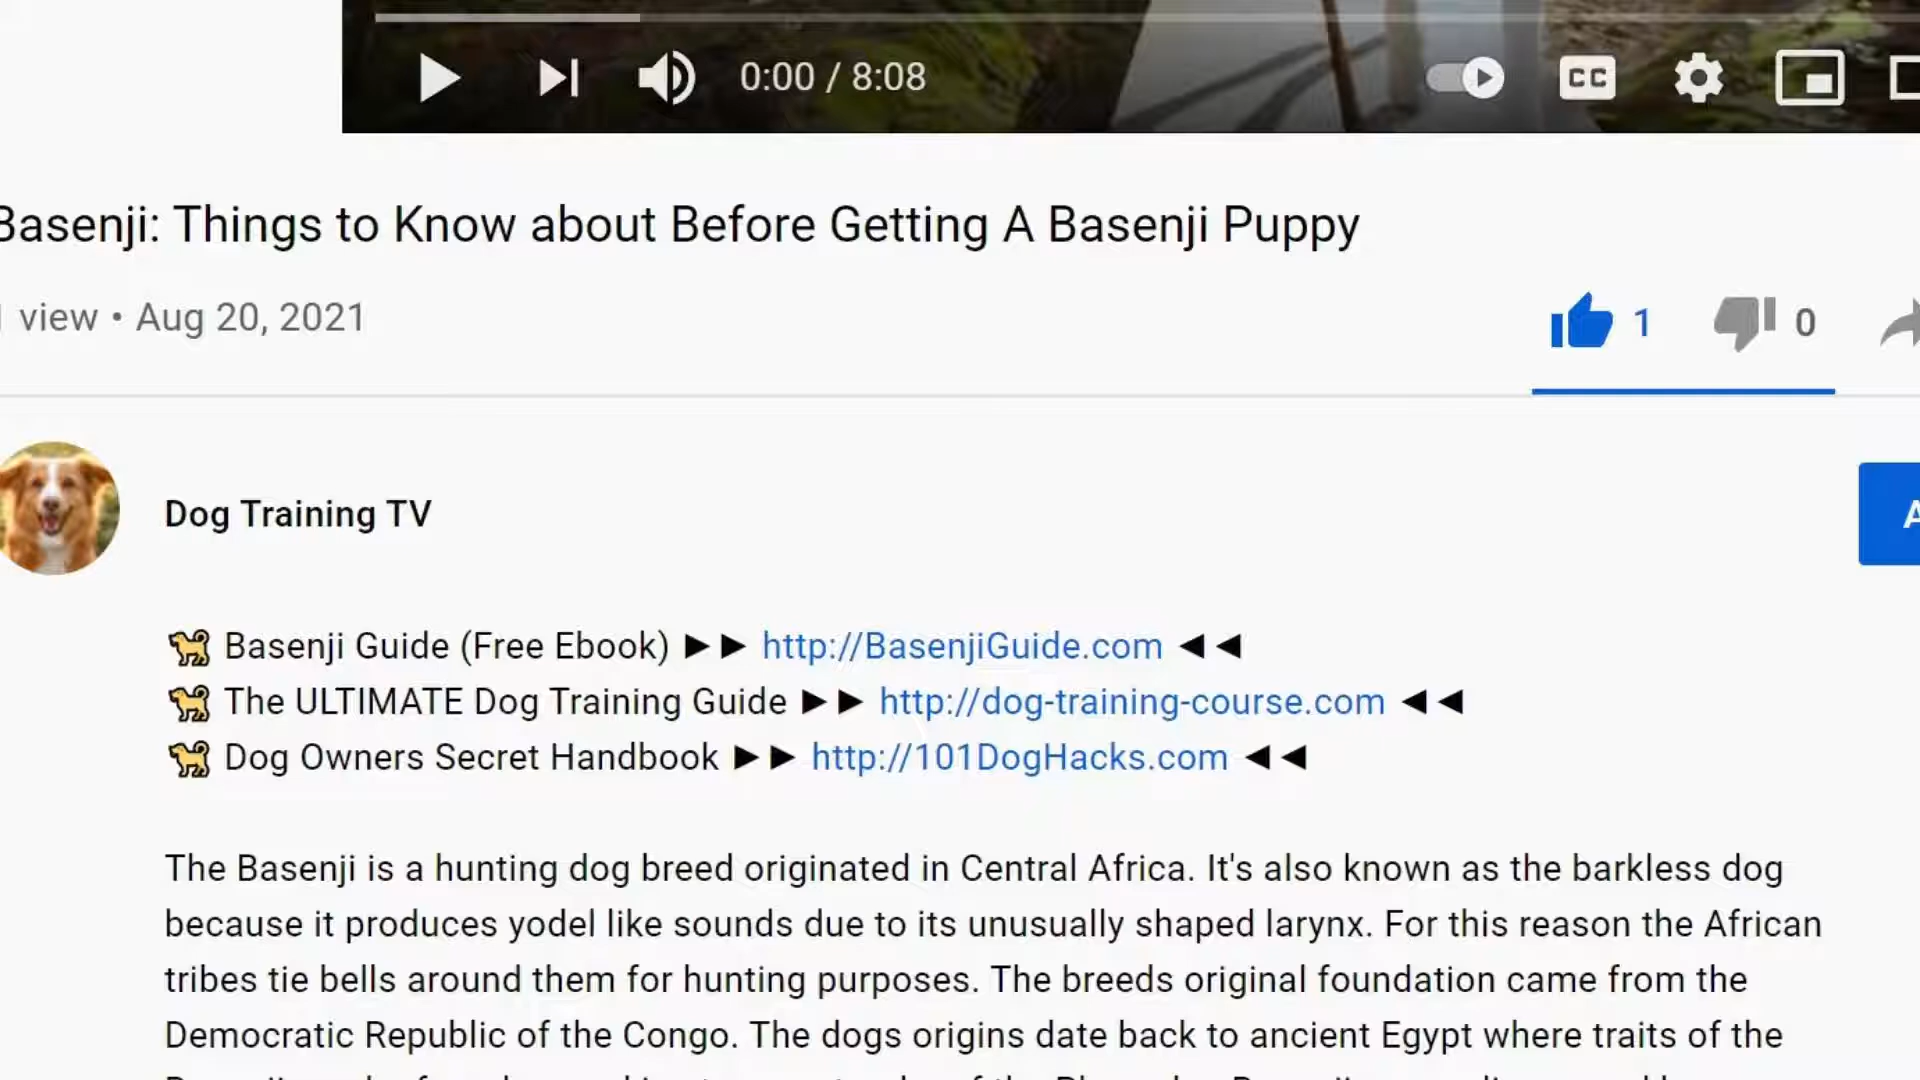 0:00 / 8:08
CC
Basenji: Things to Know about Before Getting A Basenji Puppy
view • Aug 20, 2021
1
0
Dog Training TV
A
🐕 Basenji Guide (Free Ebook) ►► http://BasenjiGuide.com ◄◄
🐕 The ULTIMATE Dog Training Guide ►► http://dog-training-course.com ◄◄
🐕 Dog Owners Secret Handbook ►► http://101DogHacks.com ◄◄
The Basenji is a hunting dog breed originated in Central Africa. It's also known as the barkless dog
because it produces yodel like sounds due to its unusually shaped larynx. For this reason the African
tribes tie bells around them for hunting purposes. The breeds original foundation came from the
Democratic Republic of the Congo. The dogs origins date back to ancient Egypt where traits of the